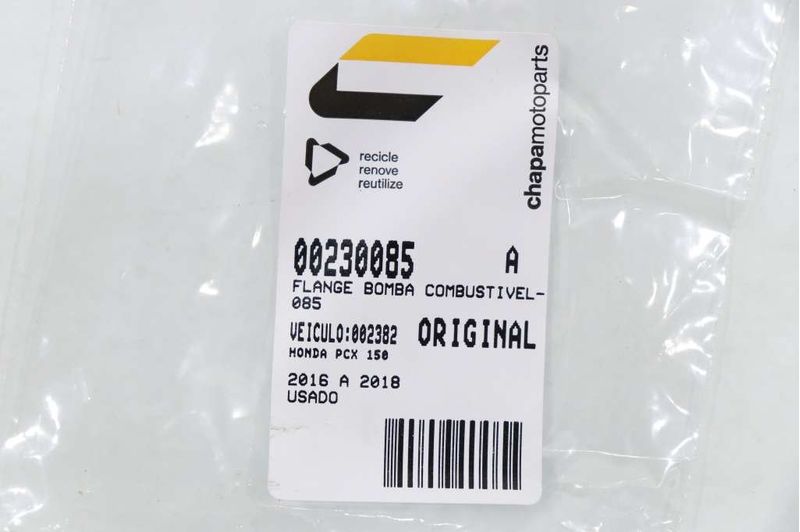 chapamotoparts
recicle
renove
reutilize
00230085 A
FLANGE BOMBA COMBUSTIVEL-
085
VEICULO:002382 ORIGINAL
HONDA PCX 150
2016 A 2018
USADO